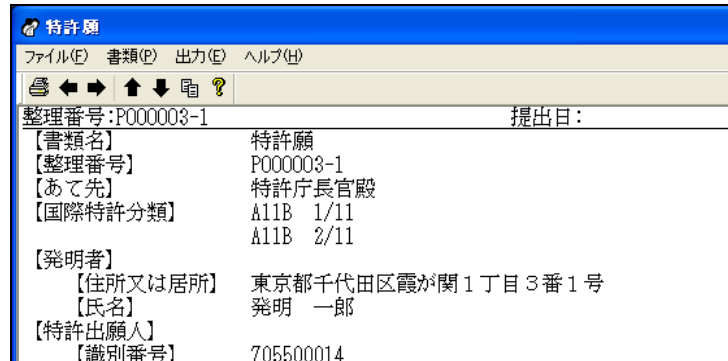 特許願
ファイル(F) 書類(P) 出力(E) ヘルプ(H)
整理番号:P000003-1 提出日:
【書類名】 特許願
【整理番号】 P000003-1
【あて先】 特許庁長官殿
【国際特許分類】 A11B 1/11
A11B 2/11
【発明者】
【住所又は居所】 東京都千代田区霞が関1丁目3番1号
【氏名】 発明 一郎
【特許出願人】
【識別番号】 705500014